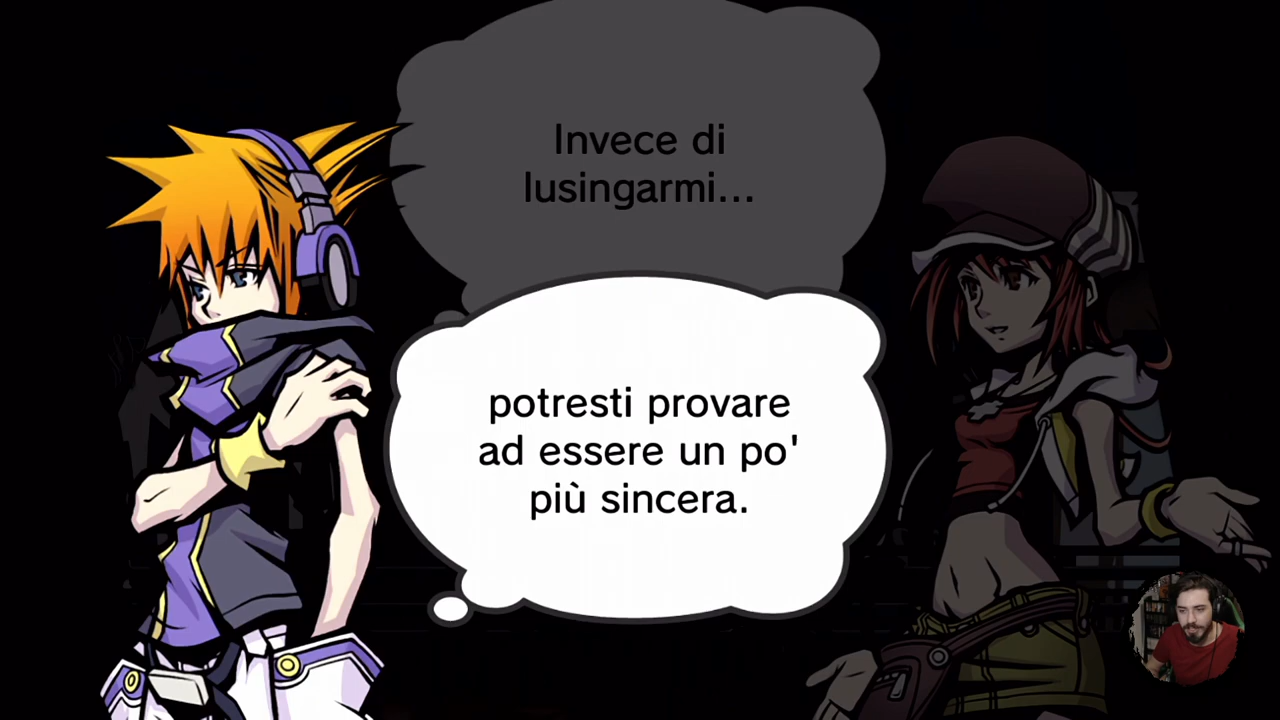 Invece di
lusingarmi...
potresti provare
ad essere un po'
più sincera.